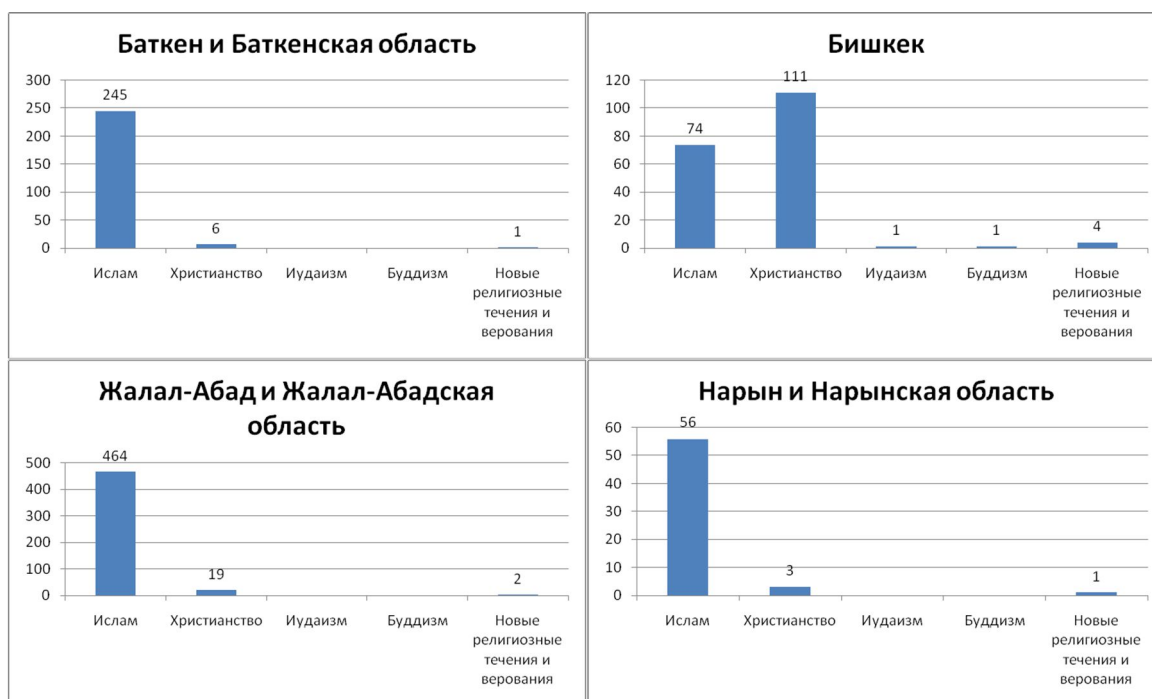 Баткен и Баткенская область
300
250
200
150
100
50
0
245
6
1
Ислам
Христианство
Иудаизм
Буддизм
Новые
религиозные
течения и
верования
Бишкек
120
100
80
60
40
20
0
74
111
1
1
4
Ислам
Христианство
Иудаизм
Буддизм
Новые
религиозные
течения и
верования
Жалал-Абад и Жалал-Абадская
область
500
400
300
200
100
0
464
19
2
Ислам
Христианство
Иудаизм
Буддизм
Новые
религиозные
течения и
верования
Нарын и Нарынская область
60
50
40
30
20
10
0
56
3
1
Ислам
Христианство
Иудаизм
Буддизм
Новые
религиозные
течения и
верования